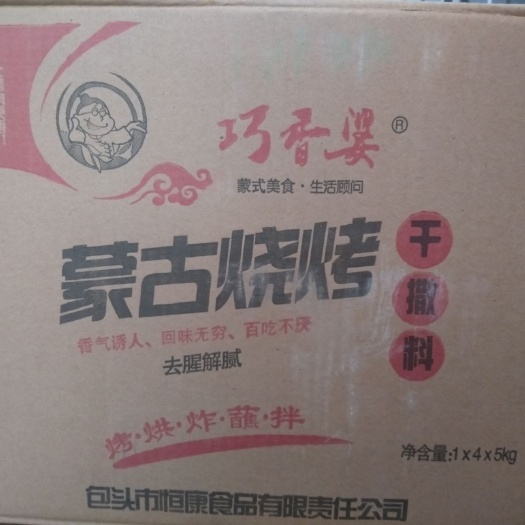 巧香婆®
蒙式美食·生活顾问
蒙古烧烤
干撒料
香气诱人、回味无穷、百吃不厌
去腥解腻
烤·烘·炸·蘸·拌
净含量:1x4x5kg
包头市恒康食品有限责任公司